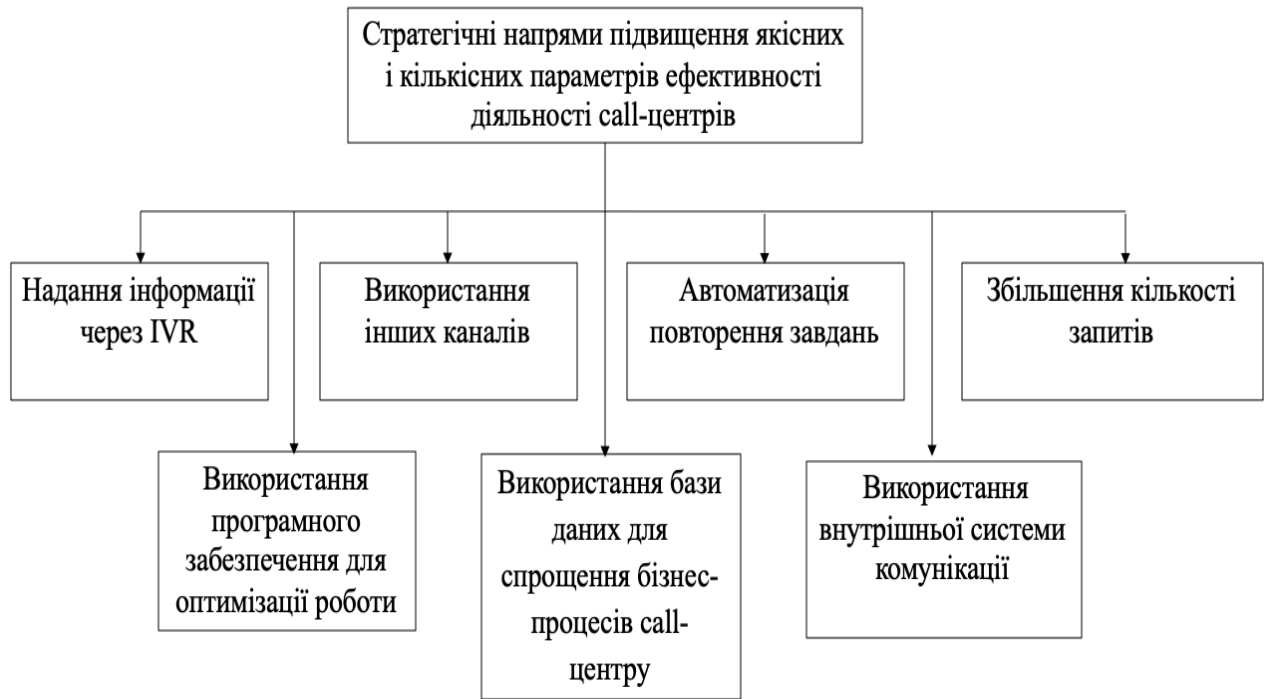 Стратегічні напрями підвищення якісних
і кількісних параметрів ефективності
діяльності call-центрів
Надання інформації
через IVR
Використання
інших каналів
Автоматизація
повторення завдань
Збільшення кількості
запитів
Використання
програмного
забезпечення для
оптимізації роботи
Використання бази
даних для
спрощення бізнес-
процесів call-
центру
Використання
внутрішньої системи
комунікації